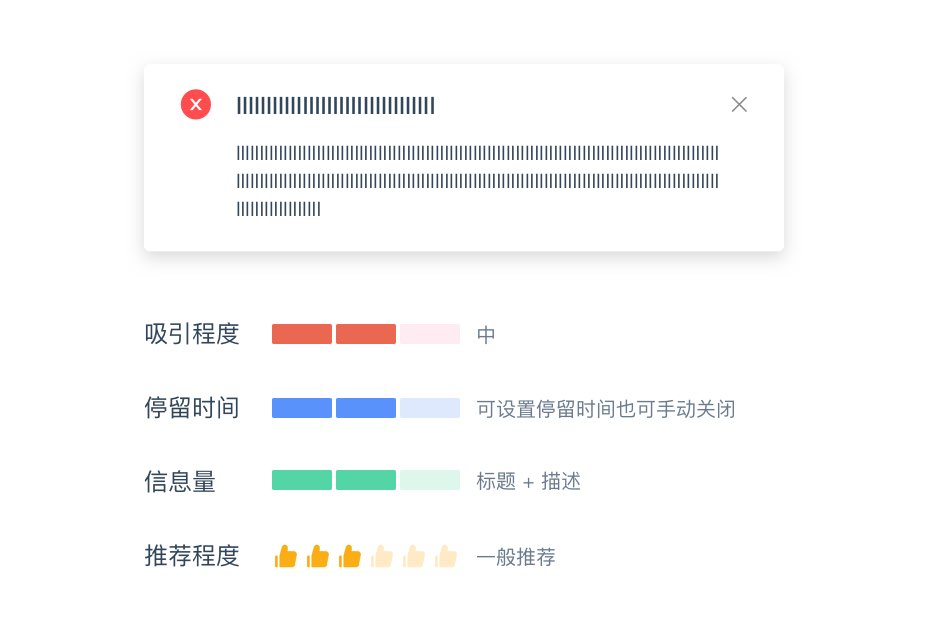 吸引程度
中
停留时间
可设置停留时间也可手动关闭
信息量
标题 + 描述
推荐程度
一般推荐